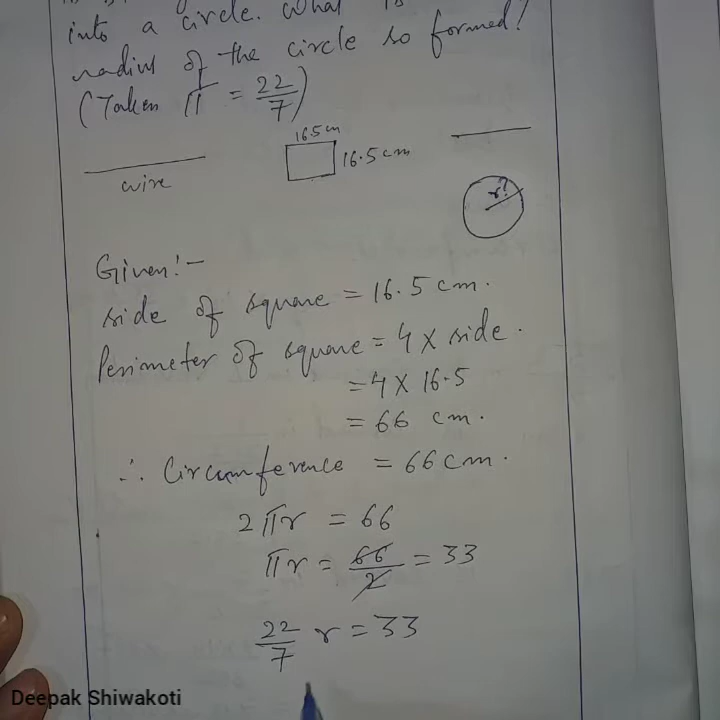 into a circle. What is
radius of the circle so formed?
(Taken π = 22/7)
16.5 cm
16.5 cm
wire
r?
Given:-
side of square = 16.5 cm.
Perimeter of square = 4 × side.
= 4 × 16.5
= 66 cm.
∴ Circumference = 66 cm.
2πr = 66
πr = 66/2 = 33
22/7 r = 33
Deepak Shiwakoti